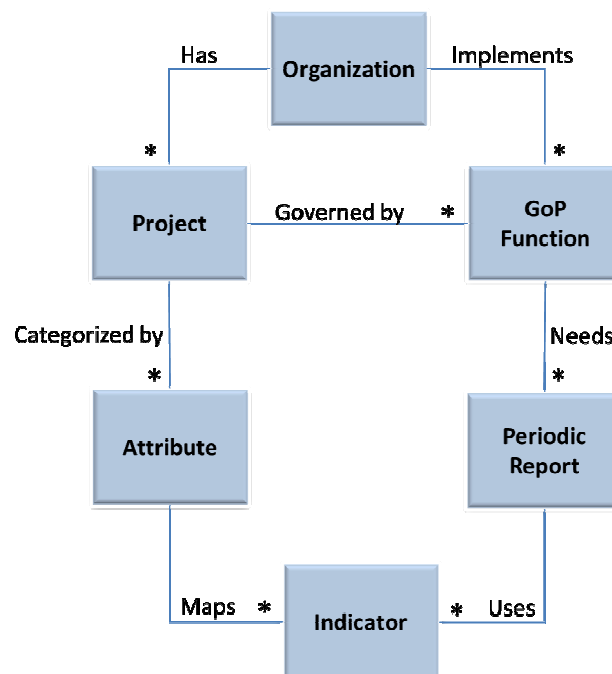 Has
Organization
Implements
*
*
Project
Governed by
*
GoP
Function
Categorized by
*
Needs
*
Attribute
Periodic
Report
Maps
*
Indicator
*
Uses